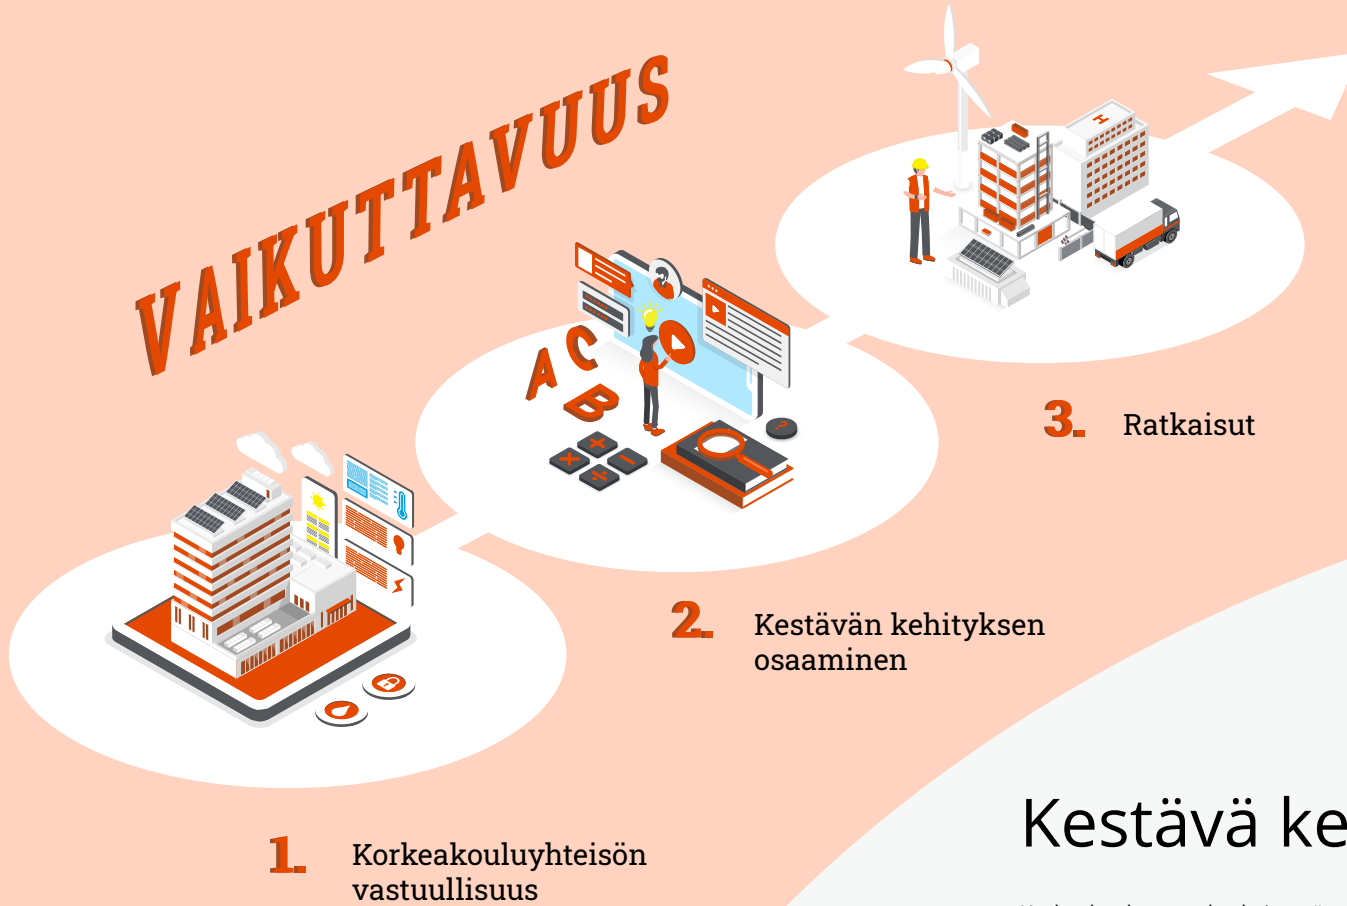 VAIKUTTAVUUS
A C
B
?
H
3. Ratkaisut
2. Kestävän kehityksen
osaaminen
1. Korkeakouluyhteisön
vastuullisuus
Kestävä ke